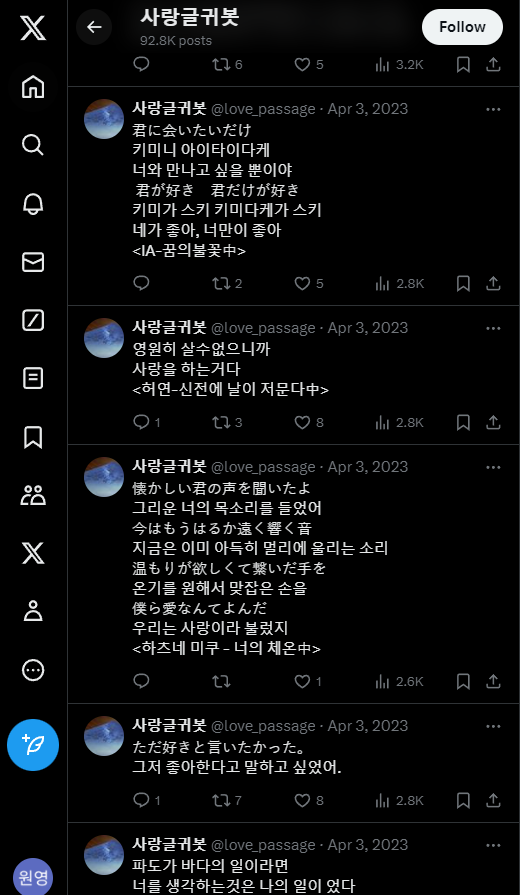 사랑글귀봇
92.8K posts
Follow
6 5 3.2K
사랑글귀봇 @love_passage · Apr 3, 2023
君に会いたいだけ
키미니 아이타이다케
너와 만나고 싶을 뿐이야
君が好き　君だけが好き
키미가 스키 키미다케가 스키
네가 좋아, 너만이 좋아
<IA-꿈의불꽃中>
2 5 2.8K
사랑글귀봇 @love_passage · Apr 3, 2023
영원히 살수없으니까
사랑을 하는거다
<허연-신전에 날이 저문다中>
1 3 8 2.8K
사랑글귀봇 @love_passage · Apr 3, 2023
懐かしい君の声を聞いたよ
그리운 너의 목소리를 들었어
今はもうはるか遠く響く音
지금은 이미 아득히 멀리에 울리는 소리
温もりが欲しくて繋いだ手を
온기를 원해서 맞잡은 손을
僕ら愛なんてよんだ
우리는 사랑이라 불렀지
<하츠네 미쿠 - 너의 체온中>
1 2.6K
사랑글귀봇 @love_passage · Apr 3, 2023
ただ好きと言いたかった。
그저 좋아한다고 말하고 싶었어.
1 7 8 2.8K
사랑글귀봇 @love_passage · Apr 3, 2023
파도가 바다의 일이라면
너를 생각하는것은 나의 일이 었다
원영